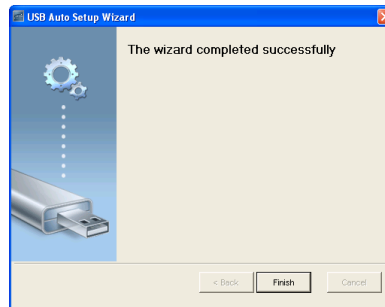 USB Auto Setup Wizard
The wizard completed successfully
< Back Finish Cancel